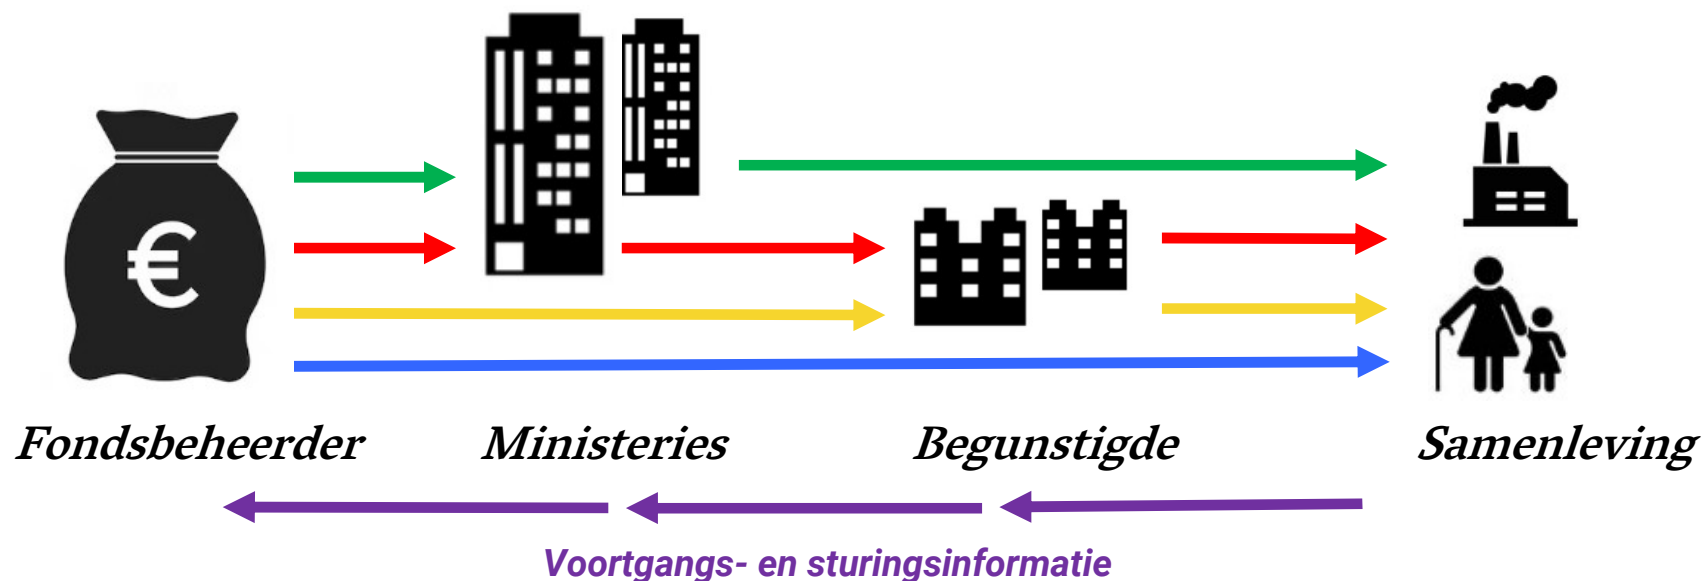 €
Fondsbeheerder Ministeries Begunstigde Samenleving
Voortgangs- en sturingsinformatie